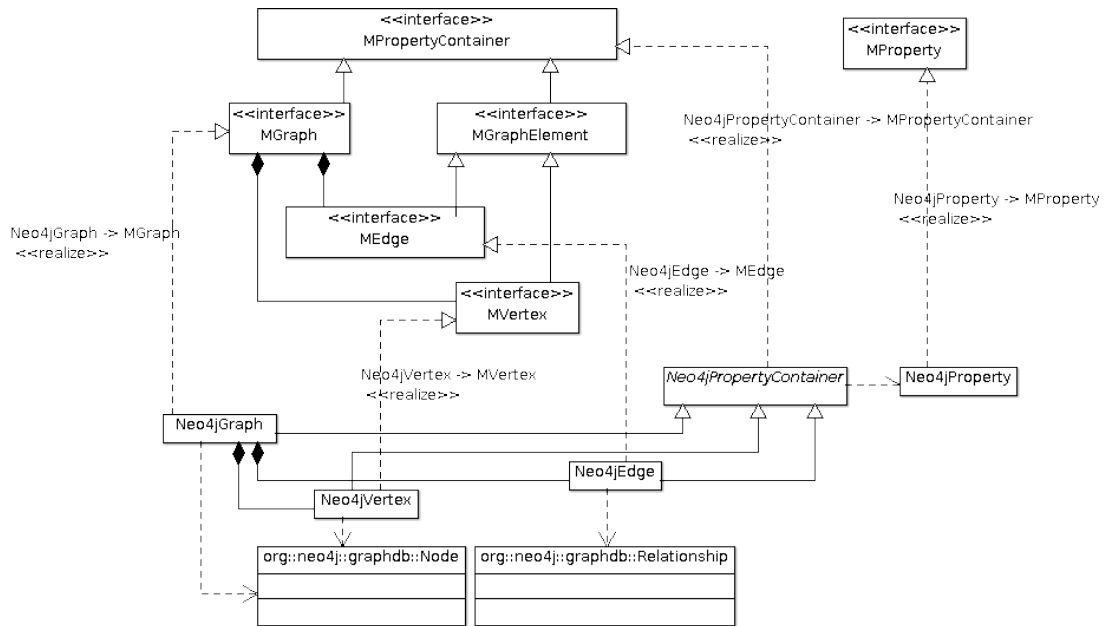 <<interface>>
MPropertyContainer
<<interface>>
MProperty
<<interface>>
MGraph
<<interface>>
MGraphElement
Neo4jPropertyContainer -> MPropertyContainer
<<realize>>
<<interface>>
MEdge
Neo4jProperty -> MProperty
<<realize>>
Neo4jGraph -> MGraph
<<realize>>
Neo4jEdge -> MEdge
<<realize>>
<<interface>>
MVertex
Neo4jVertex -> MVertex
<<realize>>
Neo4jPropertyContainer
Neo4jProperty
Neo4jGraph
Neo4jEdge
Neo4jVertex
org::neo4j::graphdb::Node
org::neo4j::graphdb::Relationship